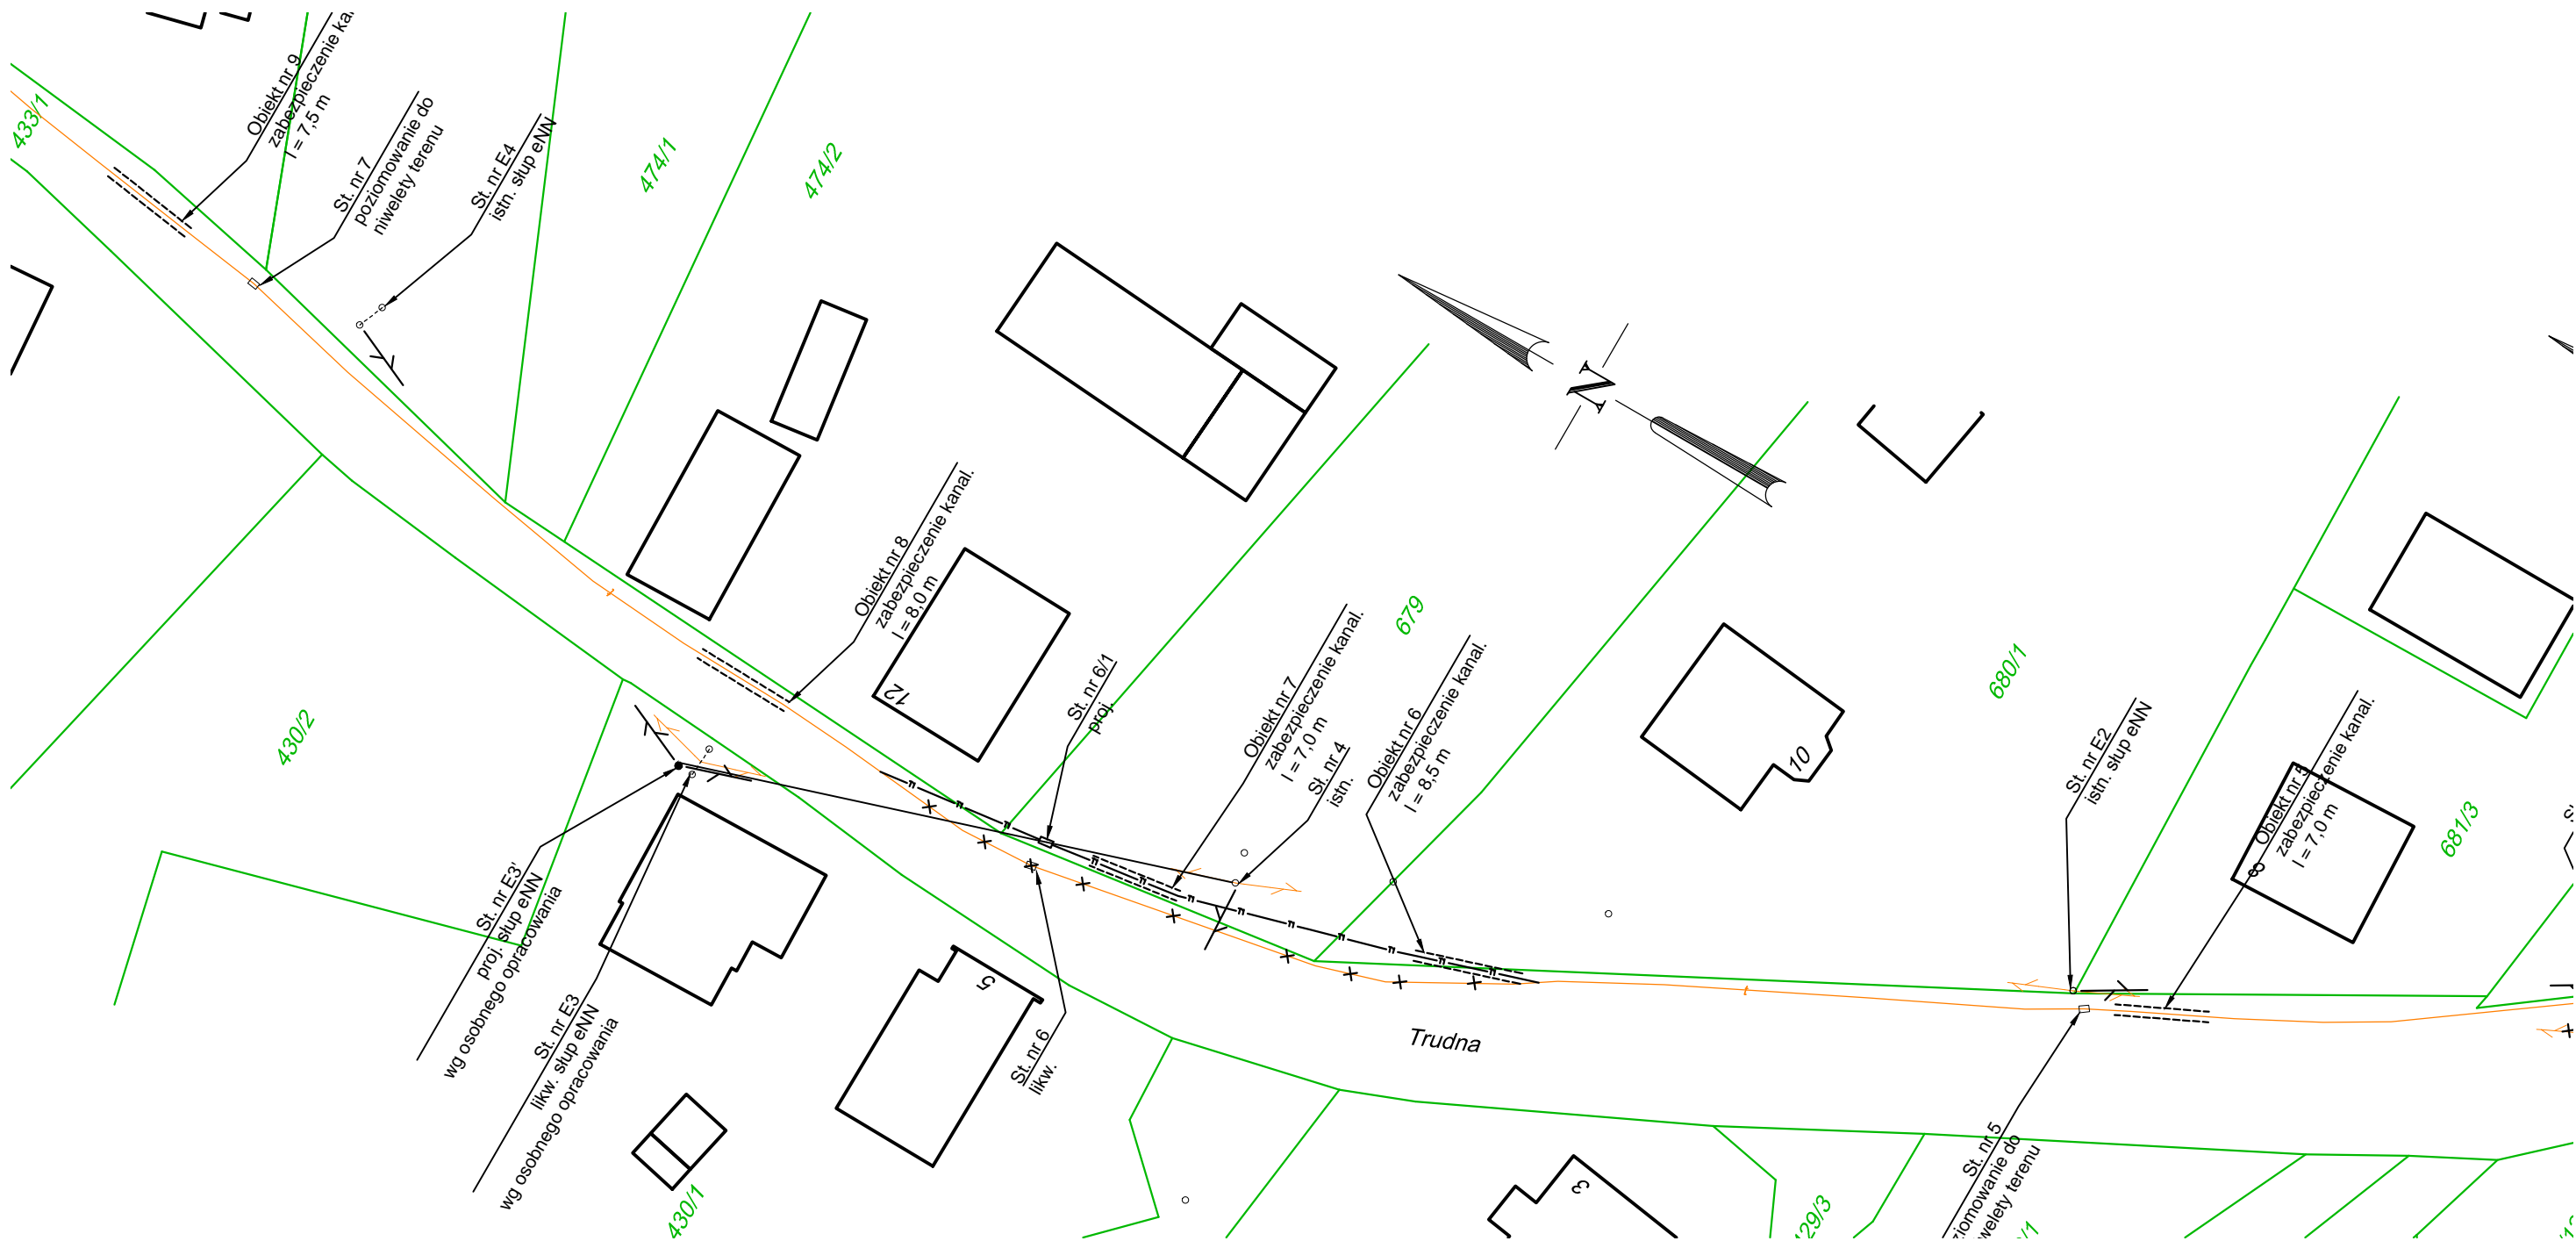 433/1
Obiekt nr 9
l = 7,5 m
St. nr 7
poziomowanie do
niwelety terenu
St. nr E4
istn. słup eNN
474/1
474/2
N
Obiekt nr 8
zabezpieczenie kanal.
l = 8,0 m
12
St. nr 6/1
proj.
Obiekt nr 7
zabezpieczenie kanal.
l = 7,0 m
St. nr 4
istn.
679
Obiekt nr 6
zabezpieczenie kanal.
l = 8,5 m
10
680/1
St. nr E2
istn. słup eNN
Obiekt nr 5
zabezpieczenie kanal.
l = 7,0 m
8
681/3
430/2
St. nr E3'
proj. słup eNN
wg osobnego opracowania
St. nr E3
likw. słup eNN
wg osobnego opracowania
5
St. nr 6
likw.
Trudna
St. nr 5
430/1
3